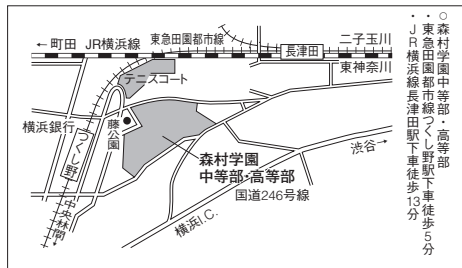 ○森村学園中等部・高等部
・東急田園都市線つくし野駅下車徒歩5分
・JR横浜線長津田駅下車徒歩13分
←町田 JR横浜線
東急田園都市線
二子玉川
長津田
東神奈川
テニスコート
横浜銀行
藤公園
つくし野
森村学園
中等部・高等部
渋谷→
国道246号線
中央林間
横浜I.C.